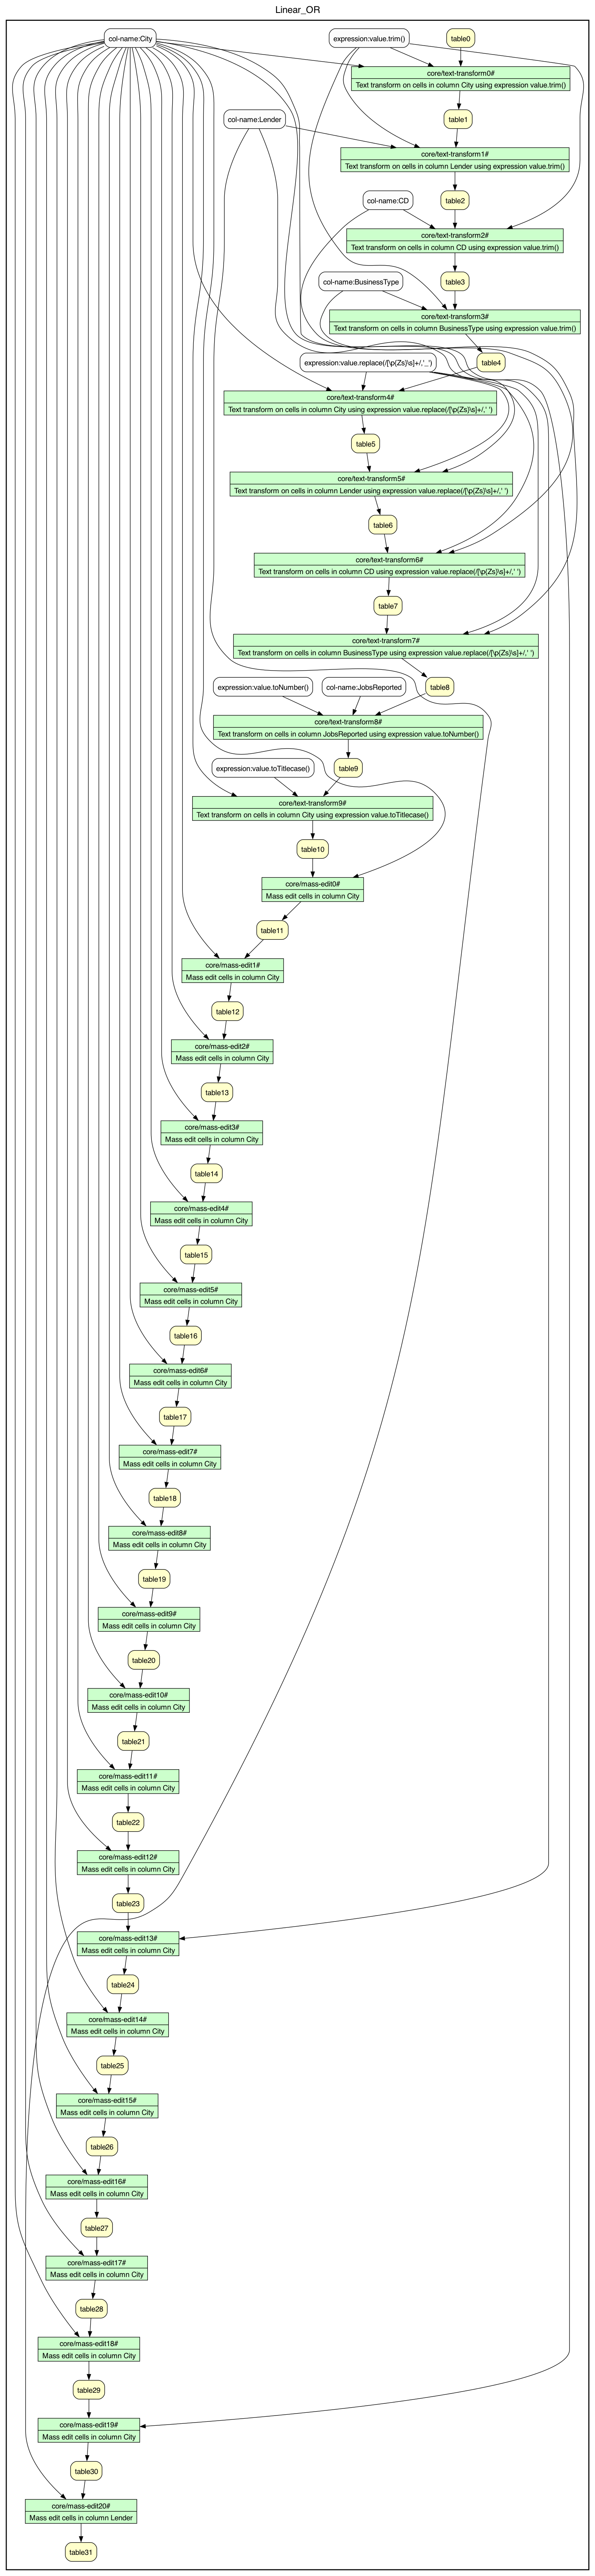 Linear_OR
col-name:City
expression:value.trim()
table0
core/text-transform0#
Text transform on cells in column City using expression value.trim()
table1
col-name:Lender
core/text-transform1#
Text transform on cells in column Lender using expression value.trim()
table2
col-name:CD
core/text-transform2#
Text transform on cells in column CD using expression value.trim()
table3
col-name:BusinessType
core/text-transform3#
Text transform on cells in column BusinessType using expression value.trim()
expression:value.replace(/[\p{Zs}\s]+/,'_')
table4
core/text-transform4#
Text transform on cells in column City using expression value.replace(/[\p{Zs}\s]+/,' ')
table5
core/text-transform5#
Text transform on cells in column Lender using expression value.replace(/[\p{Zs}\s]+/,' ')
table6
core/text-transform6#
Text transform on cells in column CD using expression value.replace(/[\p{Zs}\s]+/,' ')
table7
core/text-transform7#
Text transform on cells in column BusinessType using expression value.replace(/[\p{Zs}\s]+/,' ')
expression:value.toNumber()
col-name:JobsReported
table8
core/text-transform8#
Text transform on cells in column JobsReported using expression value.toNumber()
expression:value.toTitlecase()
table9
core/text-transform9#
Text transform on cells in column City using expression value.toTitlecase()
table10
core/mass-edit0#
Mass edit cells in column City
table11
core/mass-edit1#
Mass edit cells in column City
table12
core/mass-edit2#
Mass edit cells in column City
table13
core/mass-edit3#
Mass edit cells in column City
table14
core/mass-edit4#
Mass edit cells in column City
table15
core/mass-edit5#
Mass edit cells in column City
table16
core/mass-edit6#
Mass edit cells in column City
table17
core/mass-edit7#
Mass edit cells in column City
table18
core/mass-edit8#
Mass edit cells in column City
table19
core/mass-edit9#
Mass edit cells in column City
table20
core/mass-edit10#
Mass edit cells in column City
table21
core/mass-edit11#
Mass edit cells in column City
table22
core/mass-edit12#
Mass edit cells in column City
table23
core/mass-edit13#
Mass edit cells in column City
table24
core/mass-edit14#
Mass edit cells in column City
table25
core/mass-edit15#
Mass edit cells in column City
table26
core/mass-edit16#
Mass edit cells in column City
table27
core/mass-edit17#
Mass edit cells in column City
table28
core/mass-edit18#
Mass edit cells in column City
table29
core/mass-edit19#
Mass edit cells in column City
table30
core/mass-edit20#
Mass edit cells in column Lender
table31